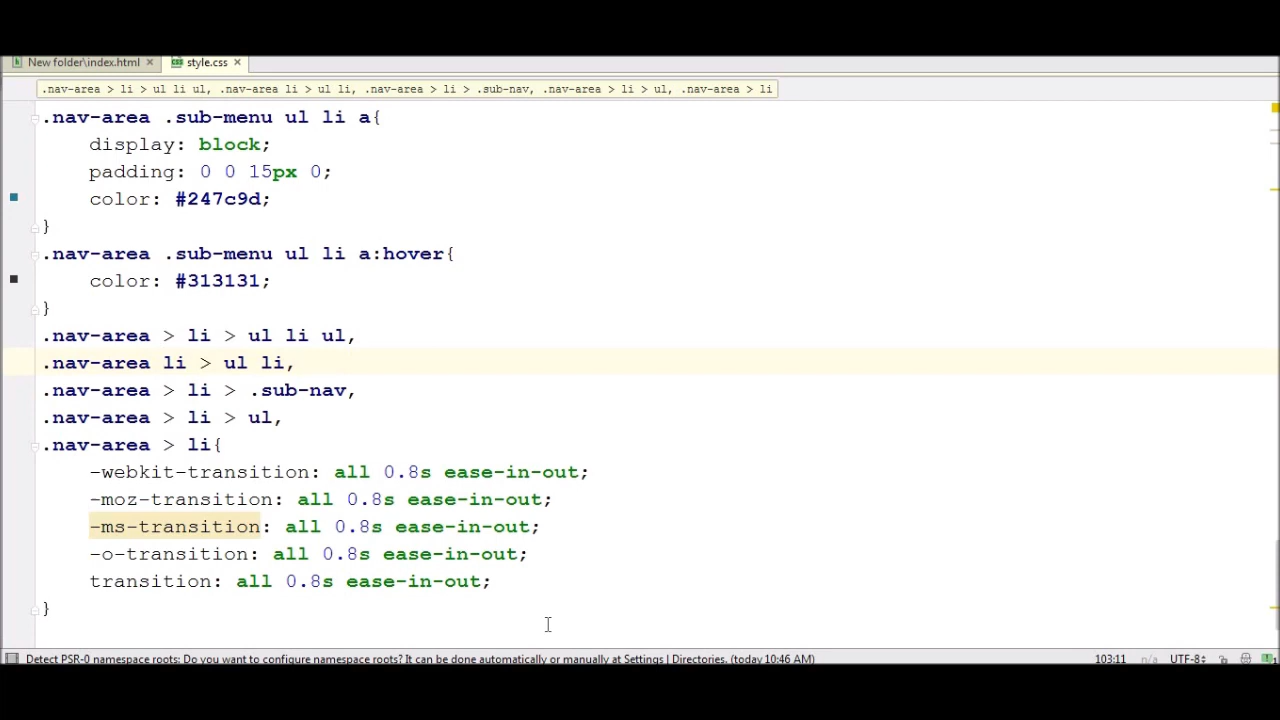 New folder\index.html × style.css ×
.nav-area > li > ul li ul, .nav-area li > ul li, .nav-area > li > .sub-nav, .nav-area > li > ul, .nav-area > li
.nav-area .sub-menu ul li a{
display: block;
padding: 0 0 15px 0;
color: #247c9d;
}
.nav-area .sub-menu ul li a:hover{
color: #313131;
}
.nav-area > li > ul li ul,
.nav-area li > ul li,
.nav-area > li > .sub-nav,
.nav-area > li > ul,
.nav-area > li{
-webkit-transition: all 0.8s ease-in-out;
-moz-transition: all 0.8s ease-in-out;
-ms-transition: all 0.8s ease-in-out;
-o-transition: all 0.8s ease-in-out;
transition: all 0.8s ease-in-out;
}
Detect PSR-0 namespace roots: Do you want to configure namespace roots? It can be done automatically or manually at Settings | Directories. (today 10:46 AM) 103:11 n/a UTF-8